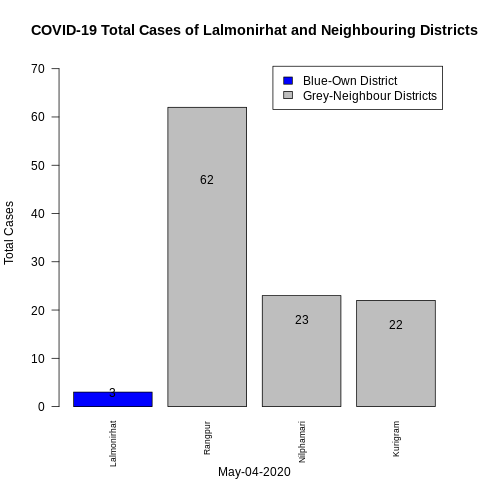 COVID-19 Total Cases of Lalmonirhat and Neighbouring Districts
70
60
50
40
30
20
10
0
Total Cases
Blue-Own District
Grey-Neighbour Districts
3
62
23
22
Lalmonirhat
Rangpur
Nilphamari
Kurigram
May-04-2020